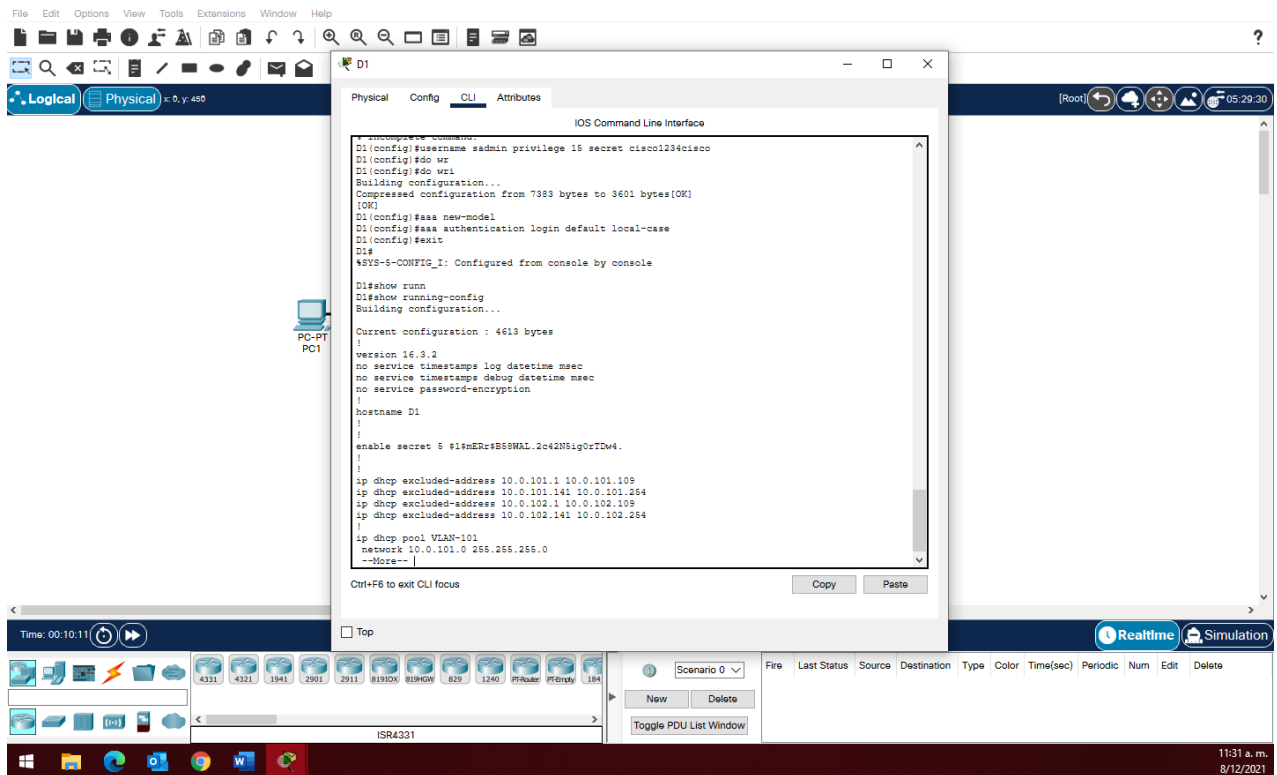 File Edit Options View Tools Extensions Window Help
?
D1
Logical Physical x: 0, y: 450
[Root] 05:29:30
Physical Config CLI Attributes
IOS Command Line Interface
% Incomplete command.
D1(config)#username sadmin privilege 15 secret cisco1234cisco
D1(config)#do wr
D1(config)#do wri
Building configuration...
Compressed configuration from 7383 bytes to 3601 bytes[OK]
[OK]
D1(config)#aaa new-model
D1(config)#aaa authentication login default local-case
D1(config)#exit
D1#
%SYS-5-CONFIG_I: Configured from console by console
D1#show runn
D1#show running-config
Building configuration...
Current configuration : 4613 bytes
!
version 16.3.2
no service timestamps log datetime msec
no service timestamps debug datetime msec
no service password-encryption
!
hostname D1
!
!
enable secret 5 $1$mERr$B58WAL.2c42N5ig0rTDw4.
!
!
ip dhcp excluded-address 10.0.101.1 10.0.101.109
ip dhcp excluded-address 10.0.101.141 10.0.101.254
ip dhcp excluded-address 10.0.102.1 10.0.102.109
ip dhcp excluded-address 10.0.102.141 10.0.102.254
!
ip dhcp pool VLAN-101
network 10.0.101.0 255.255.255.0
--More--
PC-PT
PC1
Ctrl+F6 to exit CLI focus
Copy Paste
Top
Time: 00:10:11
Realtime Simulation
4331 4321 1941 2901 2911 819IOX 819HGW 829 1240 PT-Router PT-Empty 184
Scenario 0
New Delete
Toggle PDU List Window
Fire Last Status Source Destination Type Color Time(sec) Periodic Num Edit Delete
ISR4331
11:31 a. m.
8/12/2021